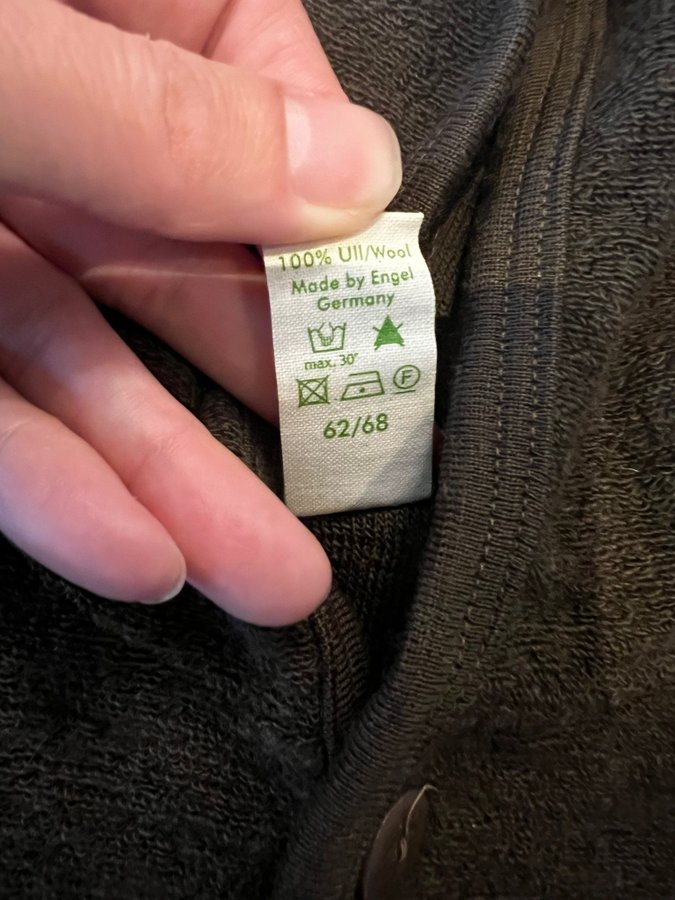 100% Ull/Wool
Made by Engel
Germany
max. 30°
F
62/68